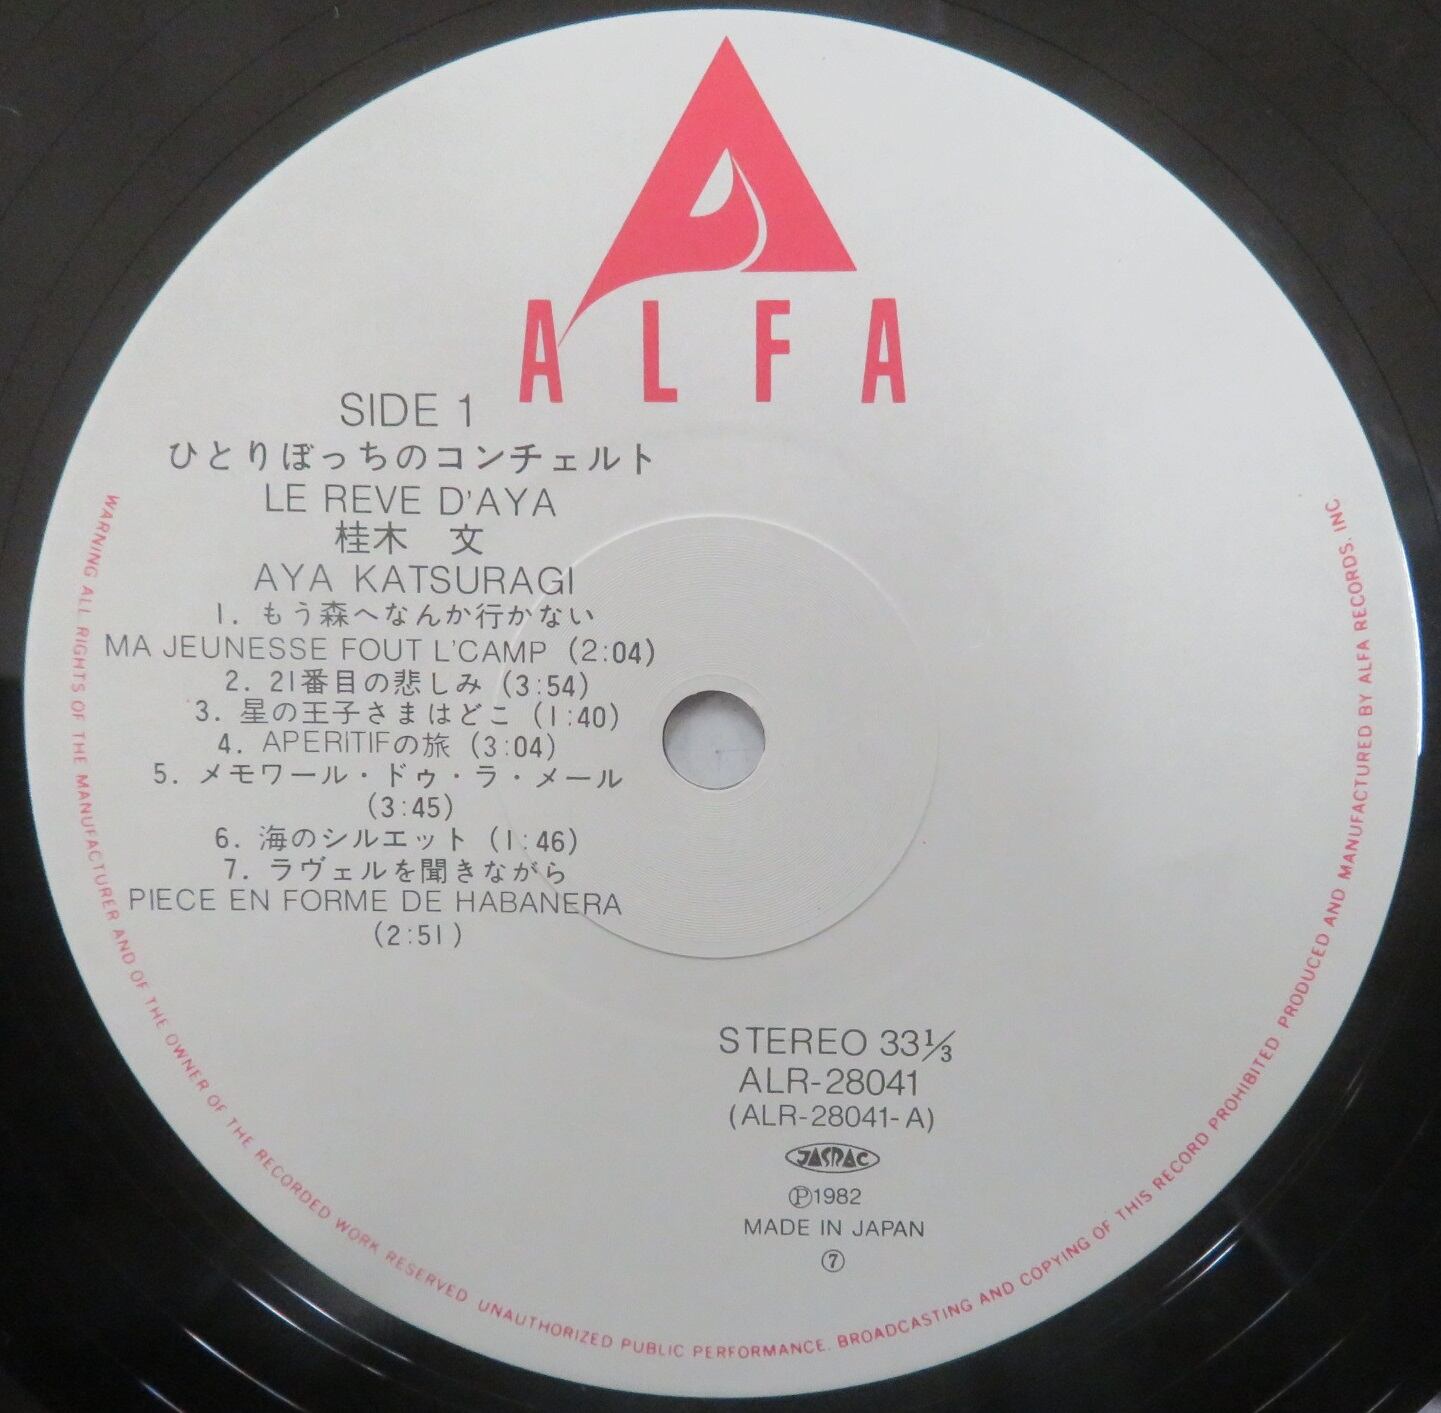 ALFA
SIDE 1
ひとりぼっちのコンチェルト
LE REVE D'AYA
桂木 文
AYA KATSURAGI
1. もう森へなんか行かない
MA JEUNESSE FOUT L'CAMP (2:04)
2. 21番目の悲しみ (3:54)
3. 星の王子さまはどこ (1:40)
4. APERITIFの旅 (3:04)
5. メモワール・ドゥ・ラ・メール
(3:45)
6. 海のシルエット (1:46)
7. ラヴェルを聞きながら
PIECE EN FORME DE HABANERA
(2:51)
STEREO 33⅓
ALR-28041
(ALR-28041-A)
JASRAC
Ⓟ1982
MADE IN JAPAN
⑦
WARNING ALL RIGHTS OF THE MANUFACTURER AND OF THE OWNER OF THE RECORDED WORK RESERVED UNAUTHORIZED PUBLIC PERFORMANCE. BROADCASTING AND COPYING OF THIS RECORD PROHIBITED PRODUCED AND MANUFACTURED BY ALFA RECORDS. INC